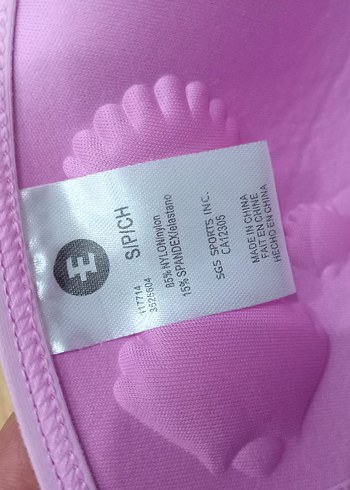 S/P/CH
117714
3525604
85% NYLON/nylon
15% SPANDEX/elastano
SGS SPORTS INC.
CA12305
MADE IN CHINA
FAIT EN CHINE
HECHO EN CHINA